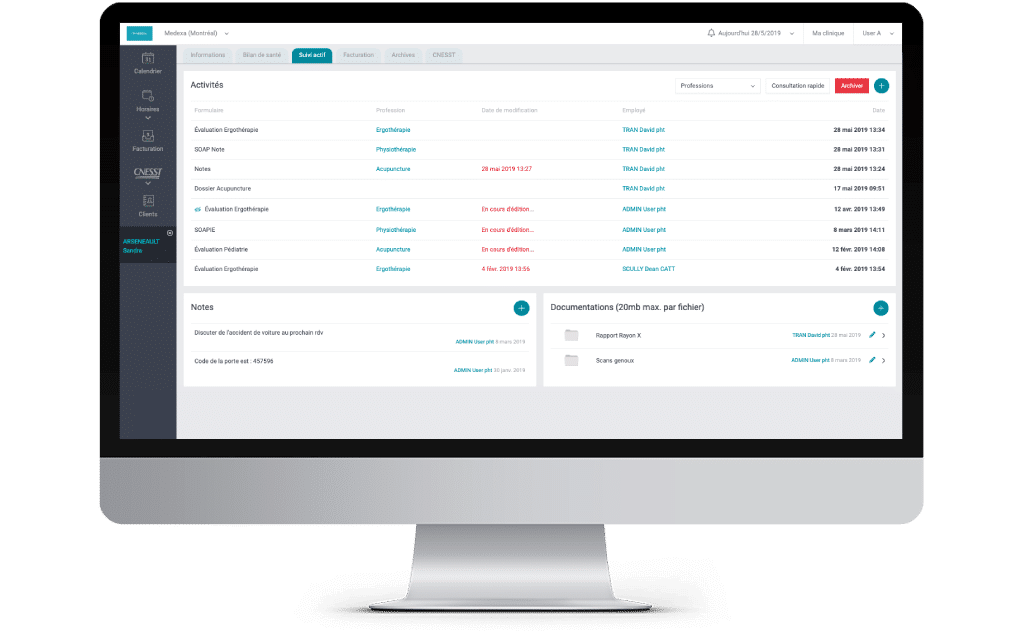 Medexa (Montréal)
Aujourd'hui 28/5/2019
Ma clinique
User A
Calendrier
Horaires
Facturation
CNESST
Clients
ARSENEAULT
Sandra
Informations
Bilan de santé
Suivi actif
Facturation
Archives
CNESST
Activités
Professions
Consultation rapide
Archiver
Formulaire Profession Date de modification Employé Date
Évaluation Ergothérapie Ergothérapie TRAN David pht 28 mai 2019 13:34
SOAP Note Physiothérapie TRAN David pht 28 mai 2019 13:31
Notes Acupuncture 28 mai 2019 13:27 TRAN David pht 28 mai 2019 13:24
Dossier Acupuncture TRAN David pht 17 mai 2019 09:51
Évaluation Ergothérapie Ergothérapie En cours d'édition... ADMIN User pht 12 avr. 2019 13:49
SOAPIE Physiothérapie En cours d'édition... ADMIN User pht 8 mars 2019 14:11
Évaluation Pédiatrie Acupuncture En cours d'édition... ADMIN User pht 12 févr. 2019 14:08
Évaluation Ergothérapie Ergothérapie 4 févr. 2019 13:56 SCULLY Dean CATT 4 févr. 2019 13:54
Notes
Discuter de l'accident de voiture au prochain rdv
ADMIN User pht 8 mars 2019
Code de la porte est : 457596
ADMIN User pht 30 janv. 2019
Documentations (20mb max. par fichier)
Rapport Rayon X TRAN David pht 28 mai 2019
Scans genoux ADMIN User pht 8 mars 2019